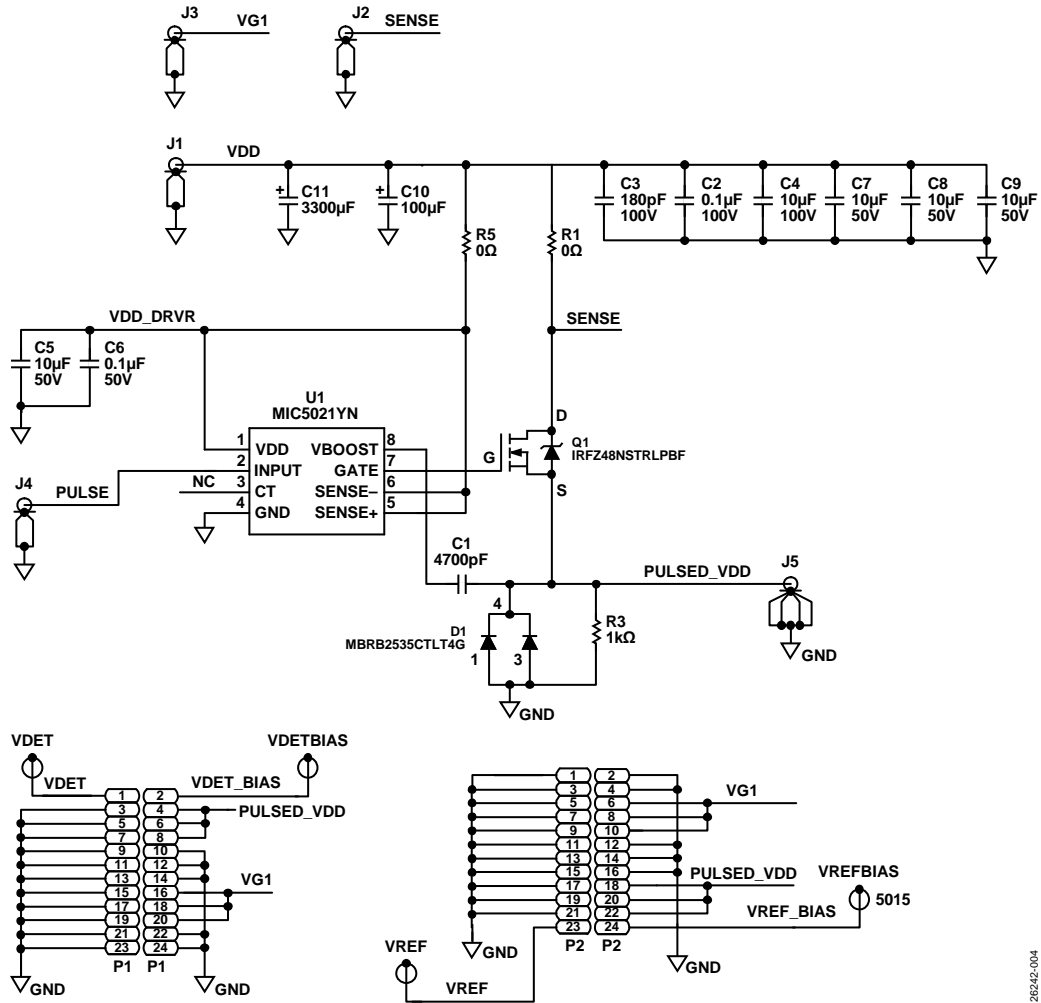 J3
VG1
J2
SENSE
J1
VDD
+
C11
3300µF
+
C10
100µF
C3
180pF
100V
C2
0.1µF
100V
C4
10µF
100V
C7
10µF
50V
C8
10µF
50V
C9
10µF
50V
R5
0Ω
R1
0Ω
VDD_DRVR
SENSE
C5
10µF
50V
C6
0.1µF
50V
U1
MIC5021YN
1
VDD
VBOOST
8
2
INPUT
GATE
7
3
CT
SENSE–
6
4
GND
SENSE+
5
NC
J4
PULSE
D
G
Q1
IRFZ48NSTRLPBF
S
C1
4700pF
PULSED_VDD
J5
GND
4
D1
MBRB2535CTLT4G
1
3
R3
1kΩ
GND
VDET
VDETBIAS
VDET
VDET_BIAS
PULSED_VDD
VG1
1 2
3 4
5 6
7 8
9 10
11 12
13 14
15 16
17 18
19 20
21 22
23 24
P1 P1
GND
GND
1 2
3 4
5 6
7 8
9 10
11 12
13 14
15 16
17 18
19 20
21 22
23 24
P2 P2
VG1
PULSED_VDD
VREFBIAS
5015
VREF_BIAS
VREF
GND
GND
VREF
26242-004